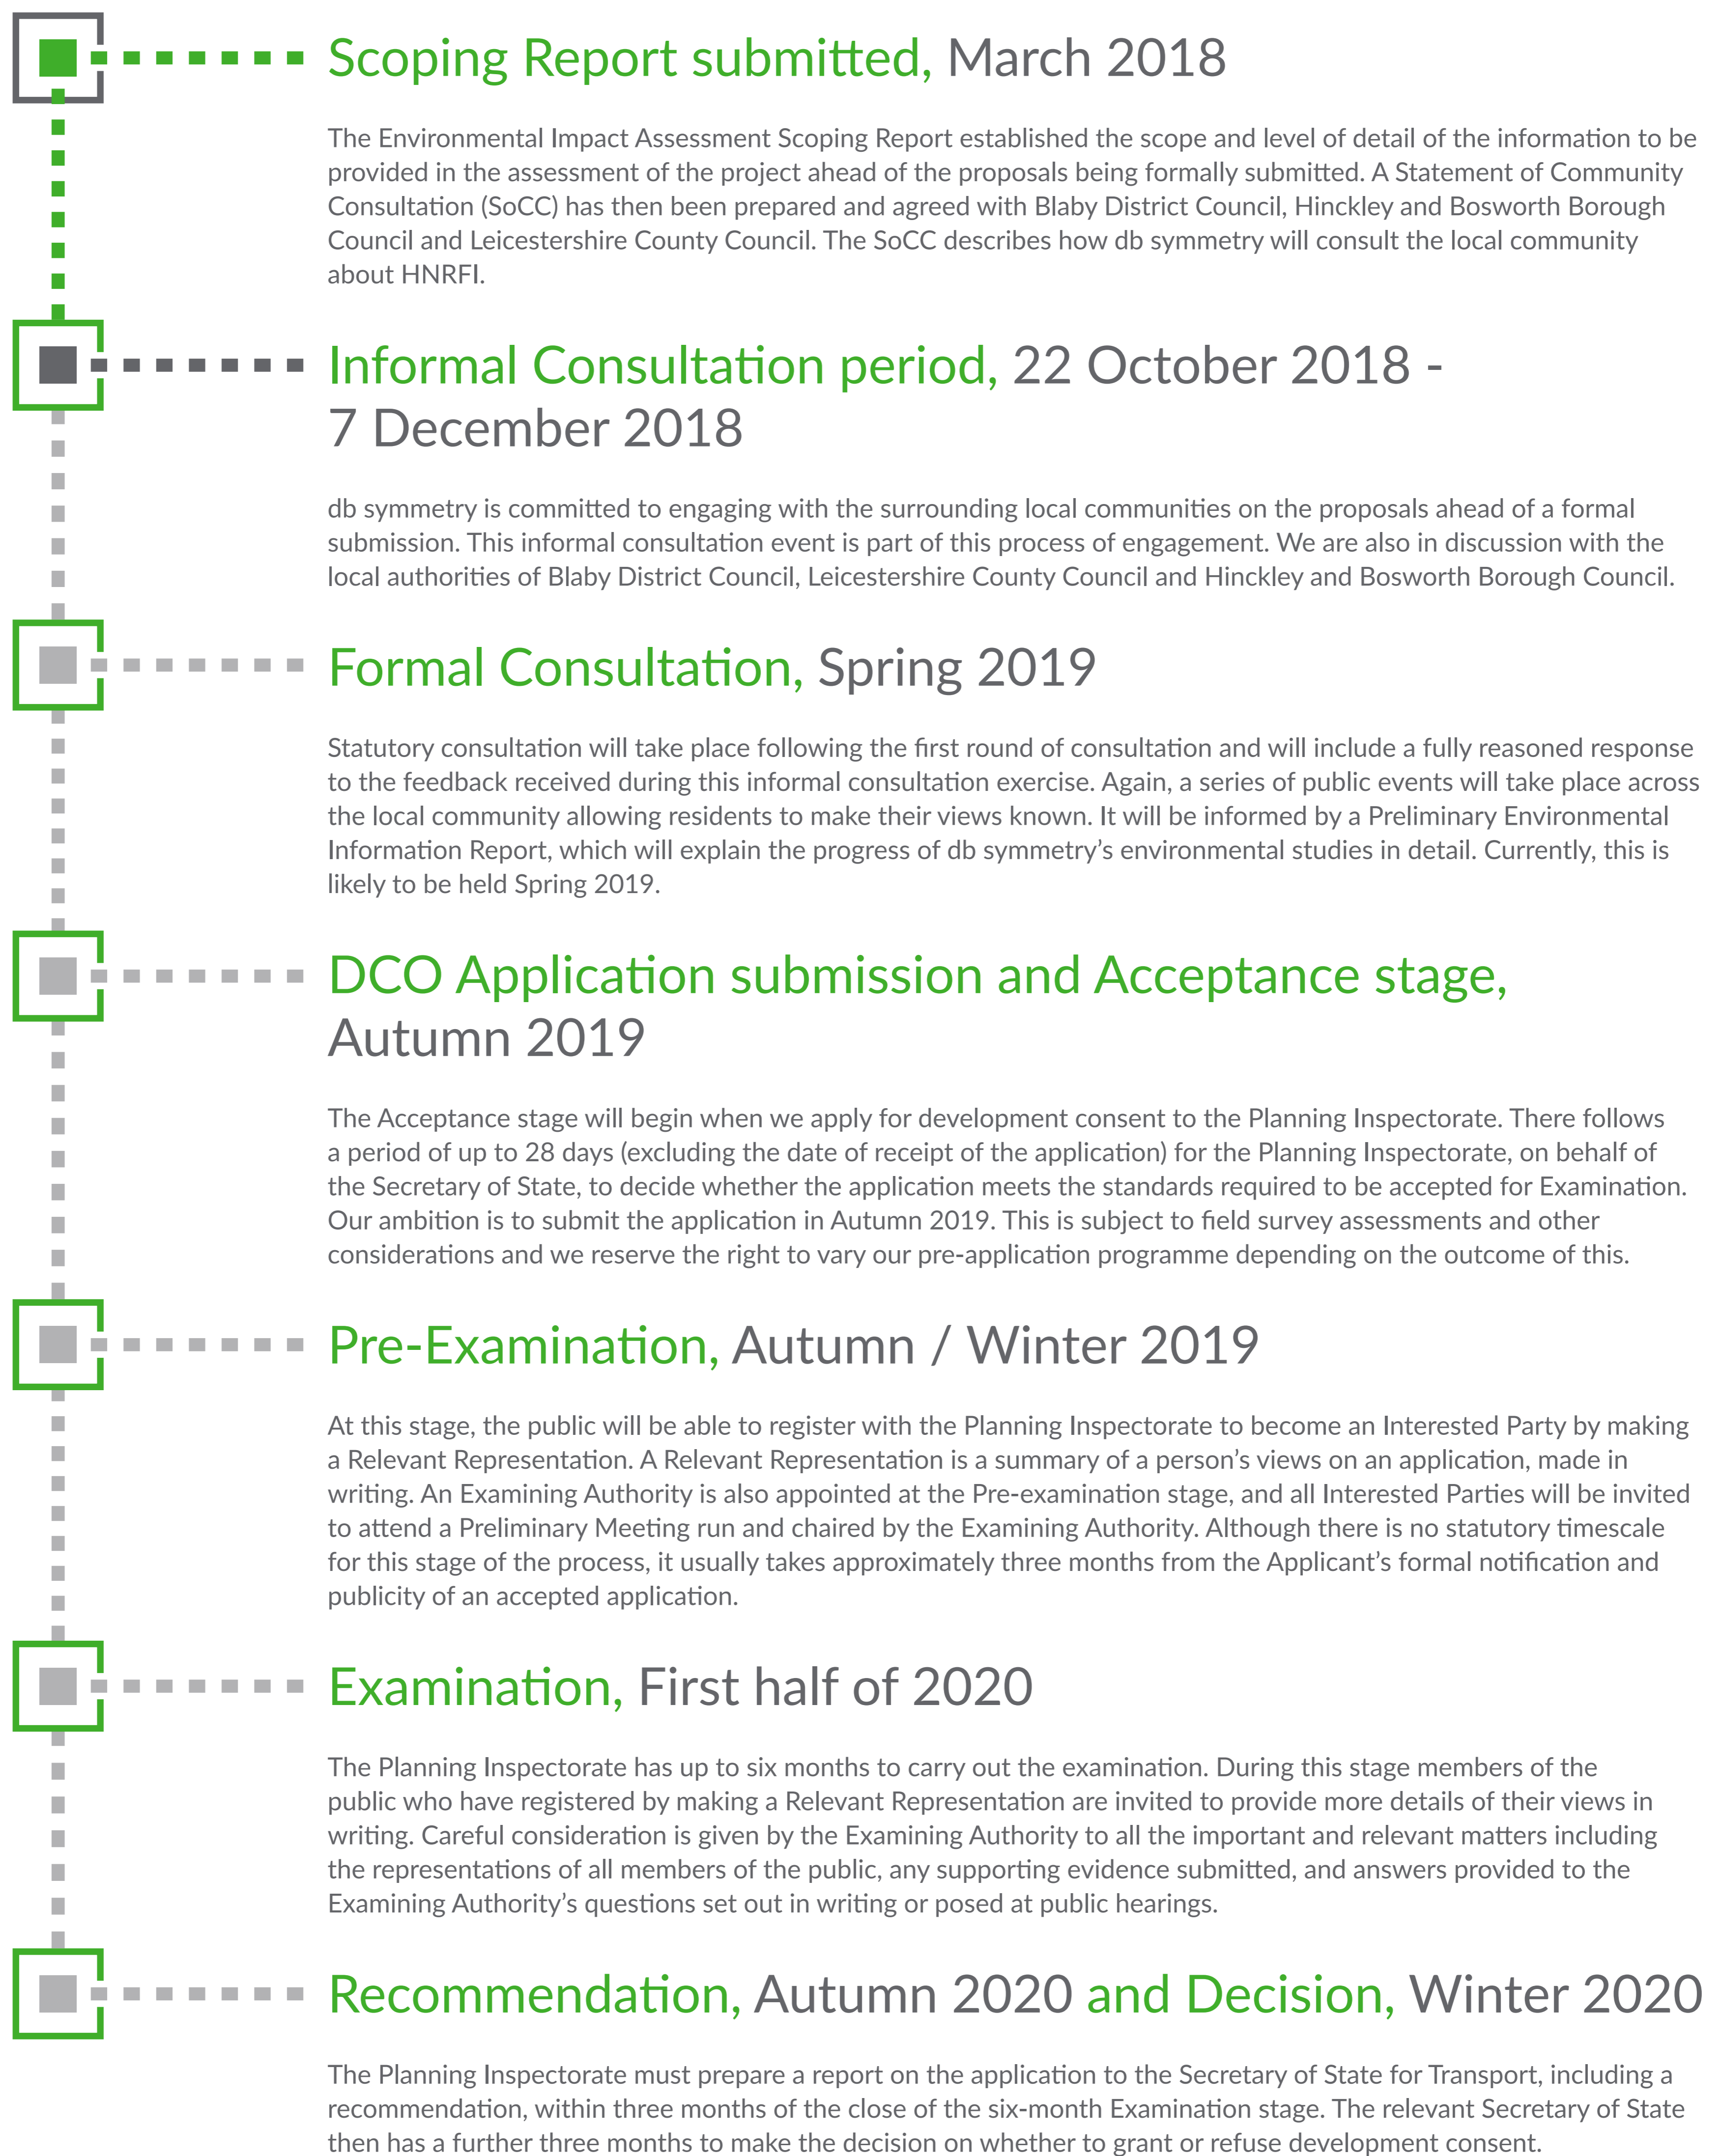 Scoping Report submitted, March 2018
The Environmental Impact Assessment Scoping Report established the scope and level of detail of the information to be
provided in the assessment of the project ahead of the proposals being formally submitted. A Statement of Community
Consultation (SoCC) has then been prepared and agreed with Blaby District Council, Hinckley and Bosworth Borough
Council and Leicestershire County Council. The SoCC describes how db symmetry will consult the local community
about HNRFI.
Informal Consultation period, 22 October 2018 -
7 December 2018
db symmetry is committed to engaging with the surrounding local communities on the proposals ahead of a formal
submission. This informal consultation event is part of this process of engagement. We are also in discussion with the
local authorities of Blaby District Council, Leicestershire County Council and Hinckley and Bosworth Borough Council.
Formal Consultation, Spring 2019
Statutory consultation will take place following the first round of consultation and will include a fully reasoned response
to the feedback received during this informal consultation exercise. Again, a series of public events will take place across
the local community allowing residents to make their views known. It will be informed by a Preliminary Environmental
Information Report, which will explain the progress of db symmetry's environmental studies in detail. Currently, this is
likely to be held Spring 2019.
DCO Application submission and Acceptance stage,
Autumn 2019
The Acceptance stage will begin when we apply for development consent to the Planning Inspectorate. There follows
a period of up to 28 days (excluding the date of receipt of the application) for the Planning Inspectorate, on behalf of
the Secretary of State, to decide whether the application meets the standards required to be accepted for Examination.
Our ambition is to submit the application in Autumn 2019. This is subject to field survey assessments and other
considerations and we reserve the right to vary our pre-application programme depending on the outcome of this.
Pre-Examination, Autumn / Winter 2019
At this stage, the public will be able to register with the Planning Inspectorate to become an Interested Party by making
a Relevant Representation. A Relevant Representation is a summary of a person's views on an application, made in
writing. An Examining Authority is also appointed at the Pre-examination stage, and all Interested Parties will be invited
to attend a Preliminary Meeting run and chaired by the Examining Authority. Although there is no statutory timescale
for this stage of the process, it usually takes approximately three months from the Applicant's formal notification and
publicity of an accepted application.
Examination, First half of 2020
The Planning Inspectorate has up to six months to carry out the examination. During this stage members of the
public who have registered by making a Relevant Representation are invited to provide more details of their views in
writing. Careful consideration is given by the Examining Authority to all the important and relevant matters including
the representations of all members of the public, any supporting evidence submitted, and answers provided to the
Examining Authority's questions set out in writing or posed at public hearings.
Recommendation, Autumn 2020 and Decision, Winter 2020
The Planning Inspectorate must prepare a report on the application to the Secretary of State for Transport, including a
recommendation, within three months of the close of the six-month Examination stage. The relevant Secretary of State
then has a further three months to make the decision on whether to grant or refuse development consent.